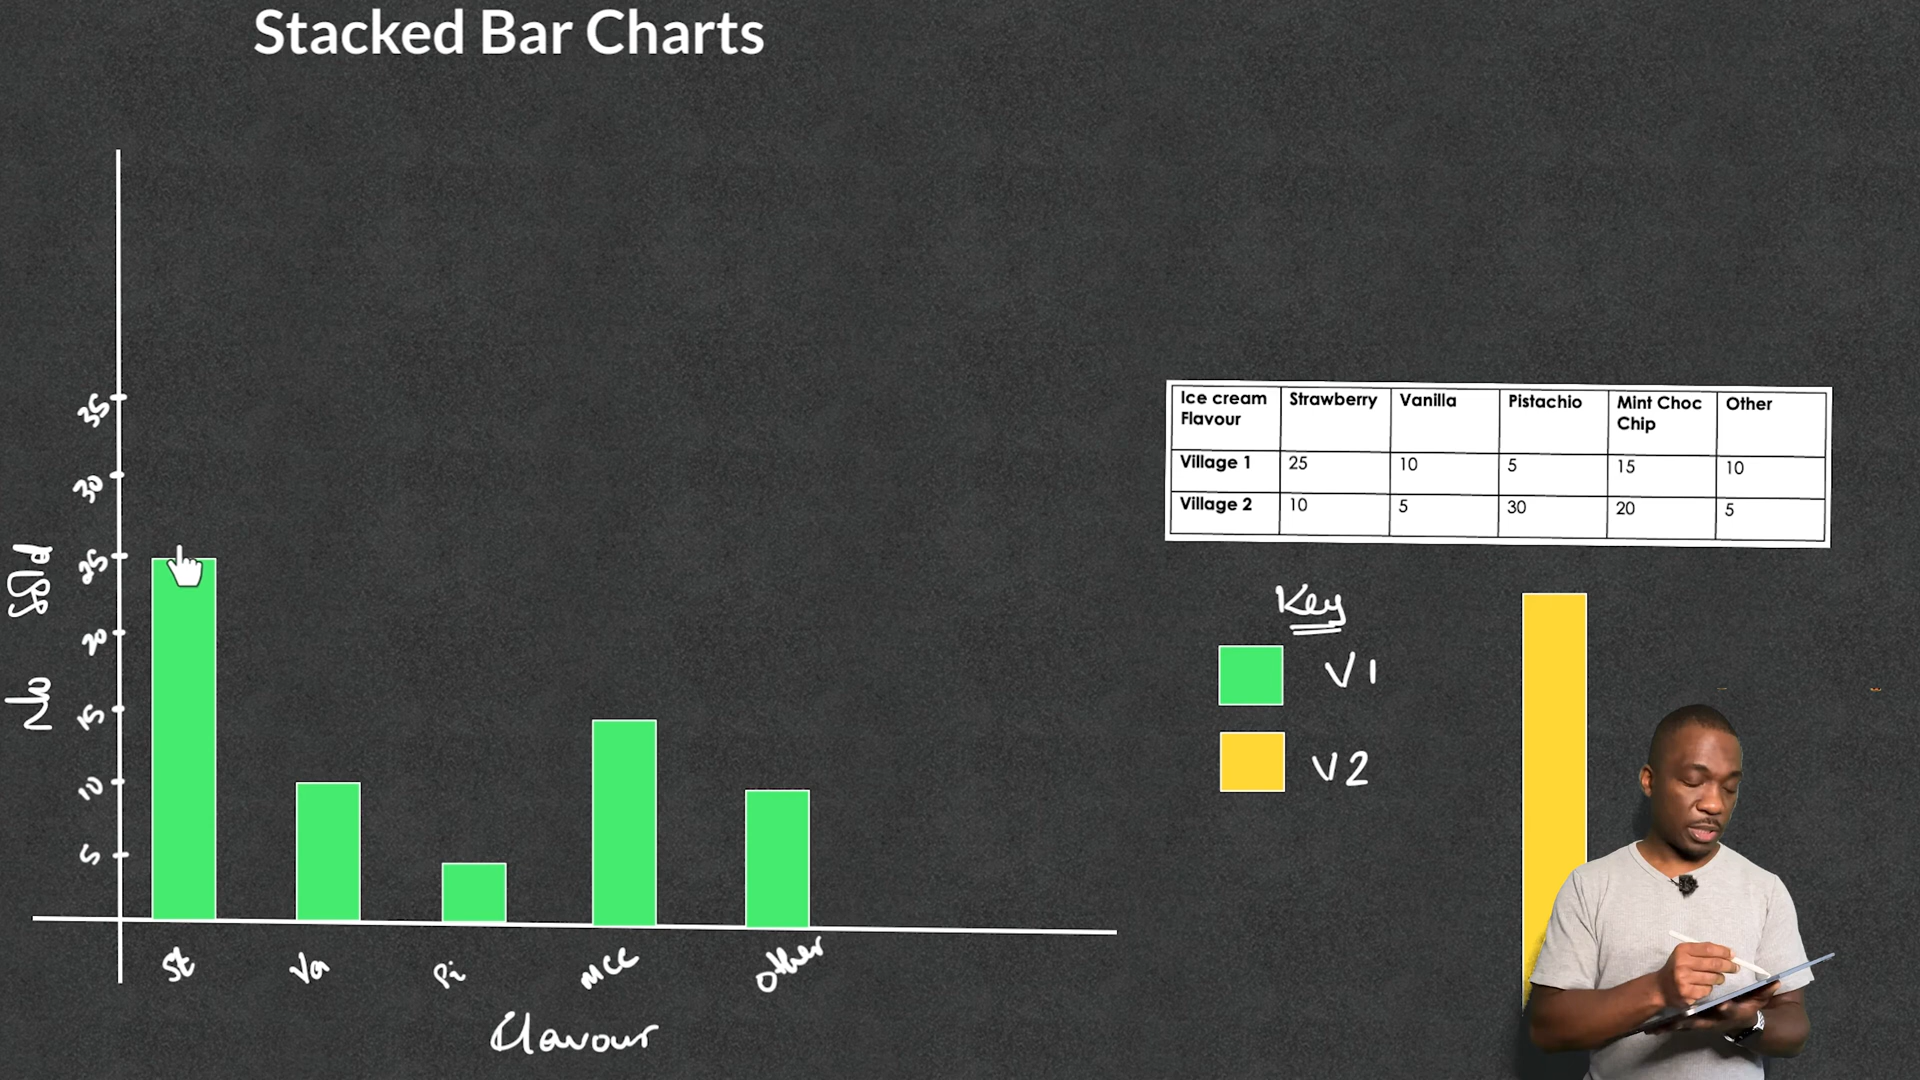 Stacked Bar Charts
35
30
25
20
15
10
5
No Sold
St Va Pi MCC Other
Flavour
Ice cream Flavour Strawberry Vanilla Pistachio Mint Choc Chip Other
Village 1 25 10 5 15 10
Village 2 10 5 30 20 5
Key
V1
V2